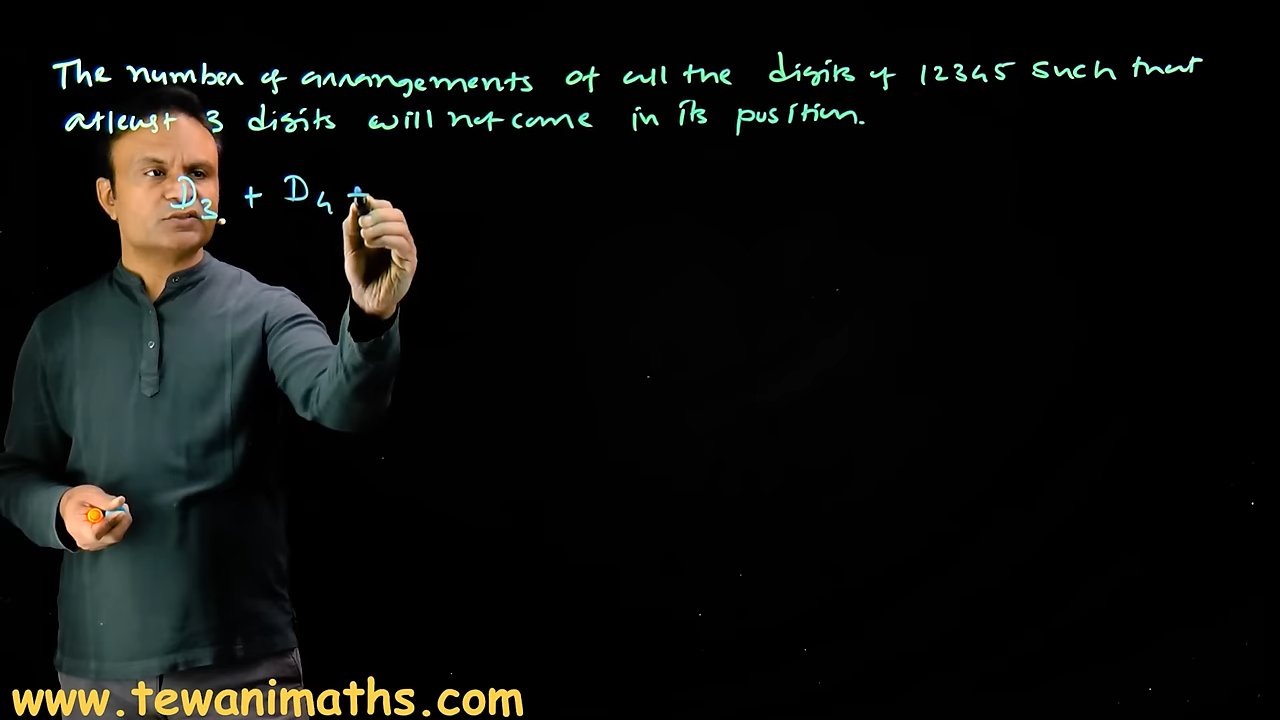 The number of arrangements of all the digits of 12345 such that
atleast 3 digits will not come in its position.
D3 + D4 +
www.tewanimaths.com